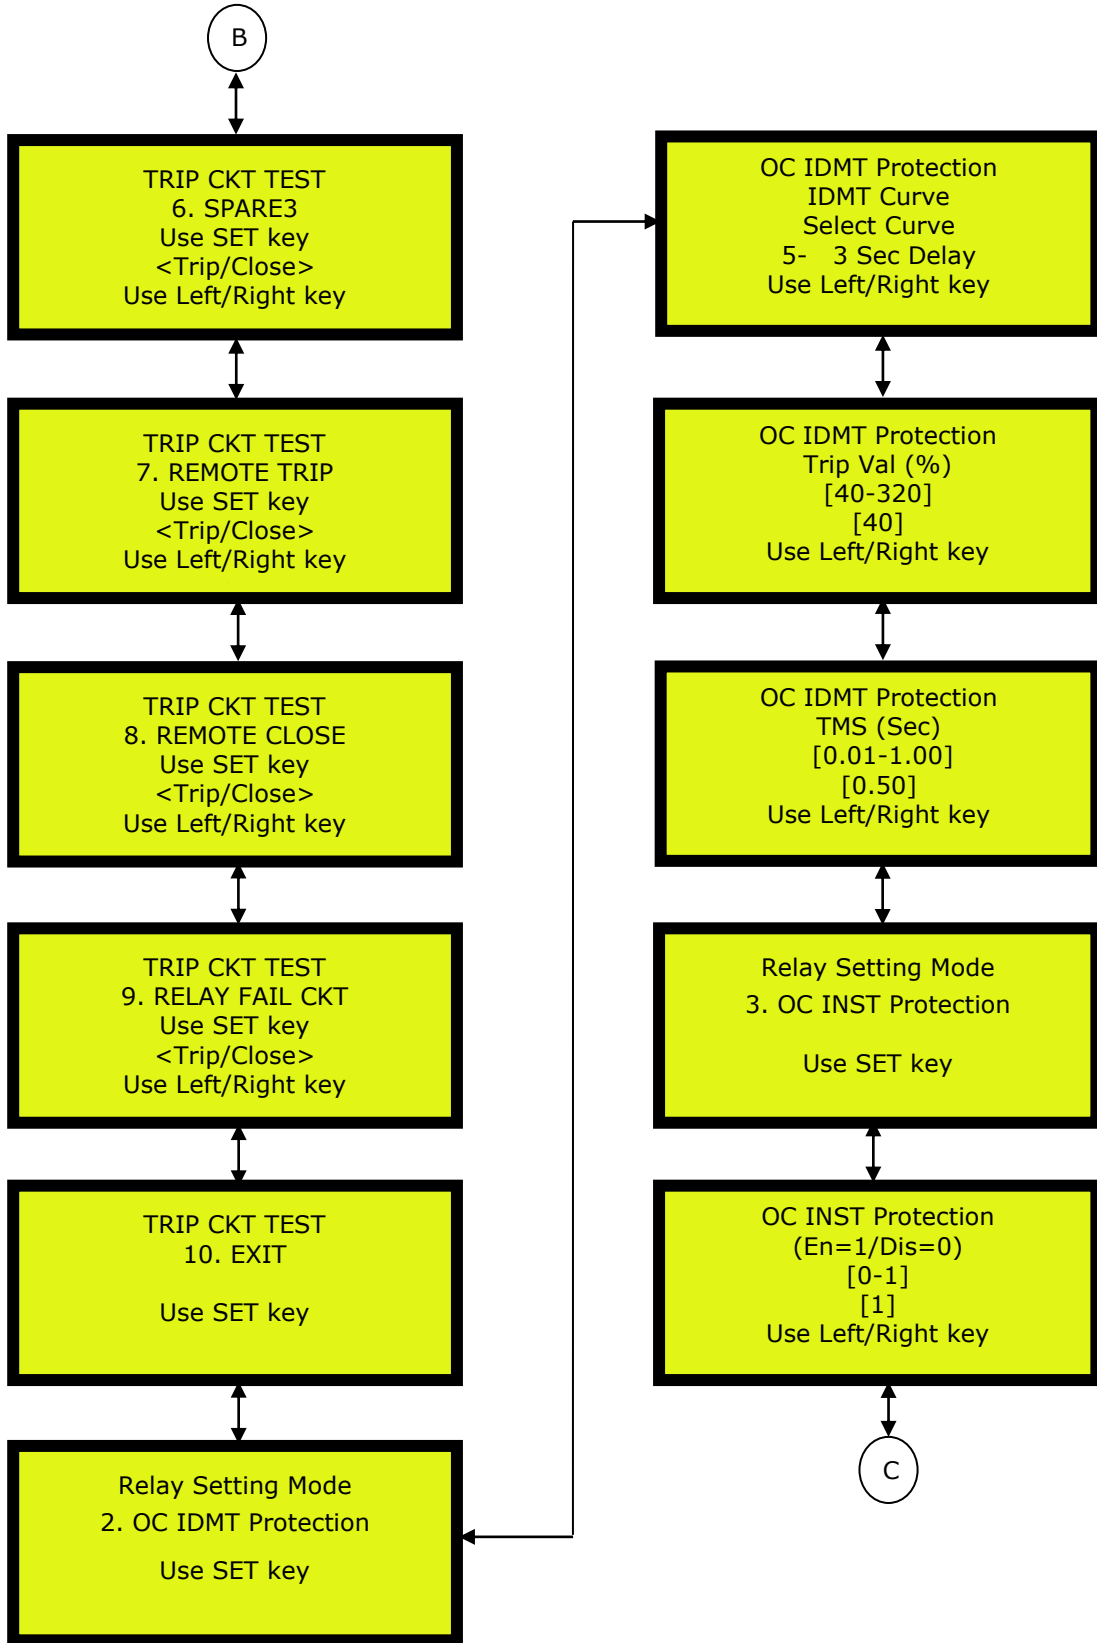 B
TRIP CKT TEST
6. SPARE3
Use SET key
<Trip/Close>
Use Left/Right key
TRIP CKT TEST
7. REMOTE TRIP
Use SET key
<Trip/Close>
Use Left/Right key
TRIP CKT TEST
8. REMOTE CLOSE
Use SET key
<Trip/Close>
Use Left/Right key
TRIP CKT TEST
9. RELAY FAIL CKT
Use SET key
<Trip/Close>
Use Left/Right key
TRIP CKT TEST
10. EXIT
Use SET key
Relay Setting Mode
2. OC IDMT Protection
Use SET key
OC IDMT Protection
IDMT Curve
Select Curve
5- 3 Sec Delay
Use Left/Right key
OC IDMT Protection
Trip Val (%)
[40-320]
[40]
Use Left/Right key
OC IDMT Protection
TMS (Sec)
[0.01-1.00]
[0.50]
Use Left/Right key
Relay Setting Mode
3. OC INST Protection
Use SET key
OC INST Protection
(En=1/Dis=0)
[0-1]
[1]
Use Left/Right key
C